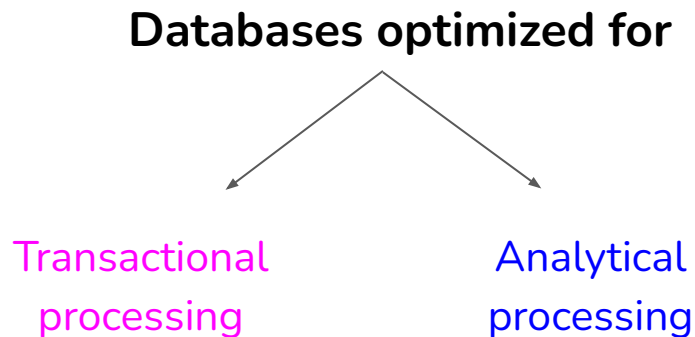 Databases optimized for
Transactional
processing
Analytical
processing